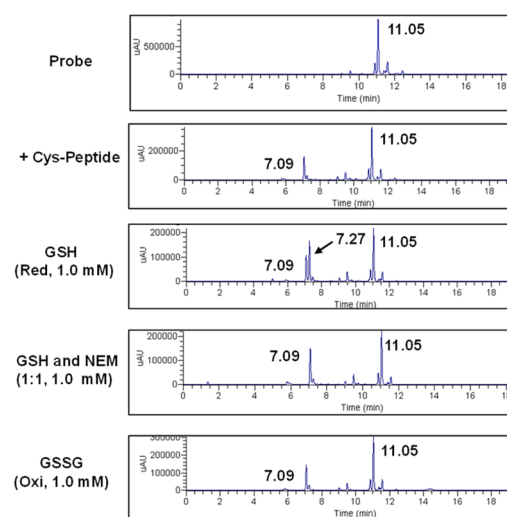 11.05
Probe
uAU
500000
0
0 2 4 6 8 10 12 14 16 18
Time (min)
+ Cys-Peptide
uAU
200000
0
7.09
11.05
0 2 4 6 8 10 12 14 16 18
Time (min)
GSH
(Red, 1.0 mM)
uAU
200000
100000
0
7.09
7.27
11.05
0 2 4 6 8 10 12 14 16 18
Time (min)
GSH and NEM
(1:1, 1.0 mM)
uAU
200000
100000
0
7.09
11.05
0 2 4 6 8 10 12 14 16 18
Time (min)
GSSG
(Oxi, 1.0 mM)
uAU
300000
200000
100000
0
7.09
11.05
0 2 4 6 8 10 12 14 16 18
Time (min)